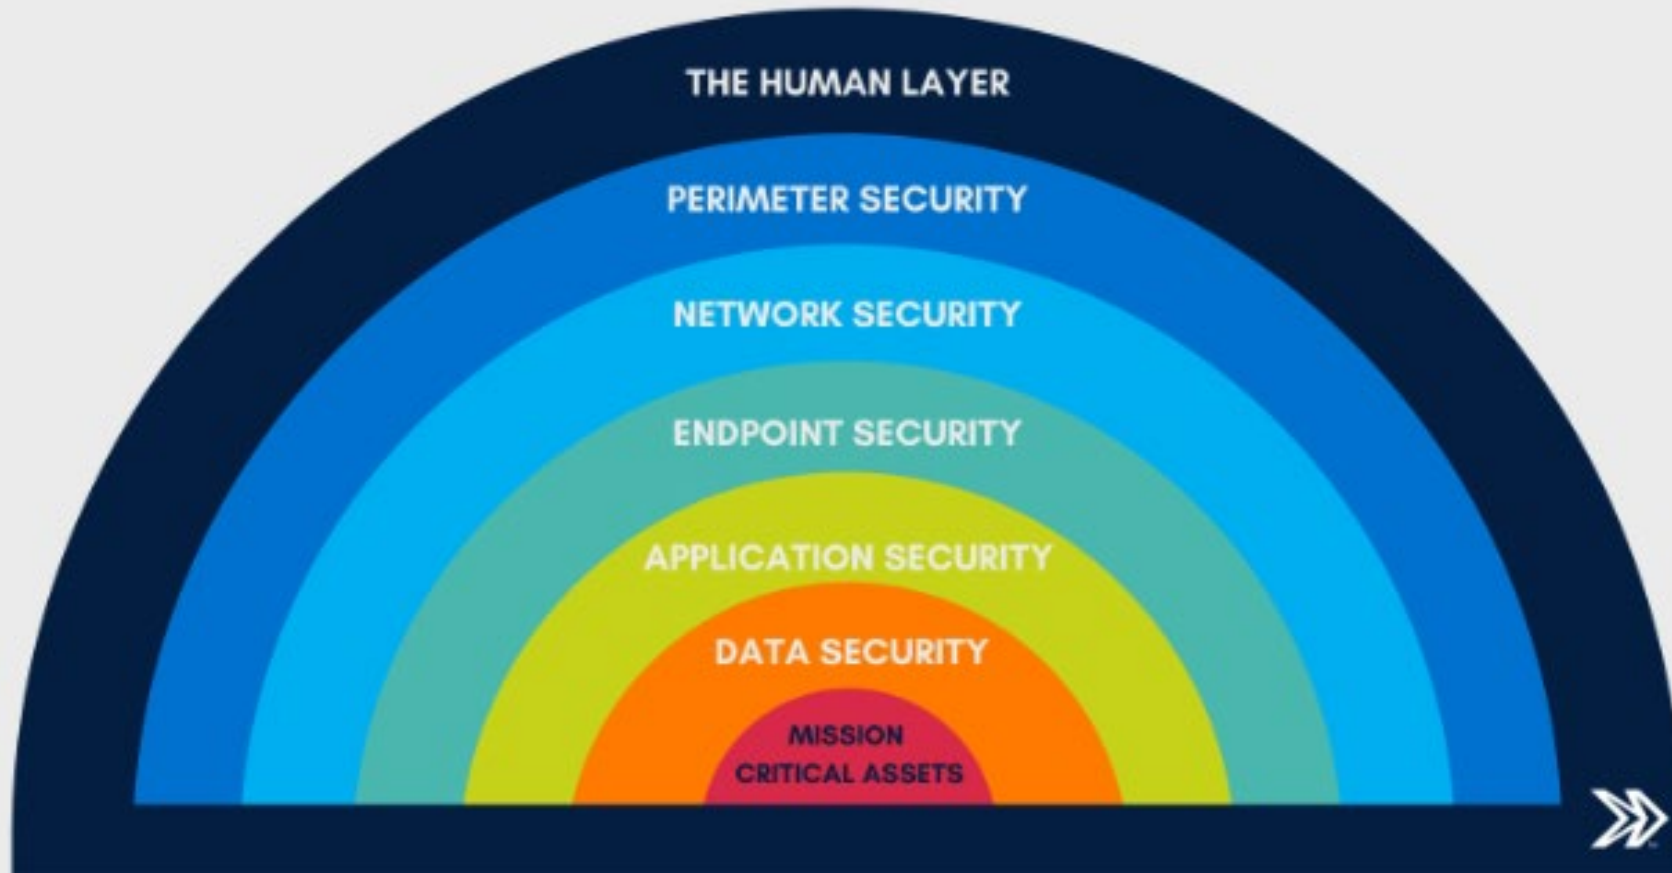 THE HUMAN LAYER
PERIMETER SECURITY
NETWORK SECURITY
ENDPOINT SECURITY
APPLICATION SECURITY
DATA SECURITY
MISSION
CRITICAL ASSETS